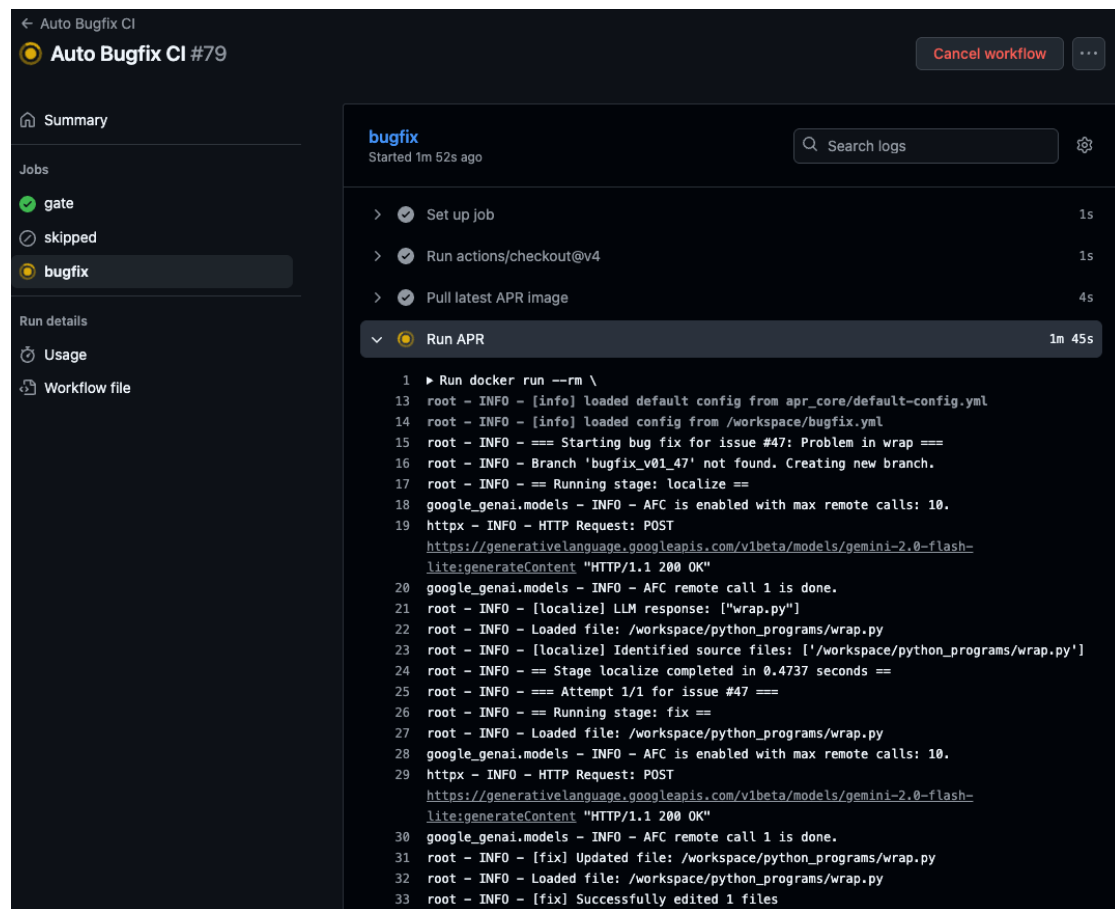 ← Auto Bugfix CI
Auto Bugfix CI #79
Cancel workflow
...
Summary
Jobs
gate
skipped
bugfix
Run details
Usage
Workflow file
bugfix
Started 1m 52s ago
Search logs
Set up job 1s
Run actions/checkout@v4 1s
Pull latest APR image 4s
Run APR 1m 45s
1 ▶ Run docker run --rm \
13 root - INFO - [info] loaded default config from apr_core/default-config.yml
14 root - INFO - [info] loaded config from /workspace/bugfix.yml
15 root - INFO - === Starting bug fix for issue #47: Problem in wrap ===
16 root - INFO - Branch 'bugfix_v01_47' not found. Creating new branch.
17 root - INFO - == Running stage: localize ==
18 google_genai.models - INFO - AFC is enabled with max remote calls: 10.
19 httpx - INFO - HTTP Request: POST
https://generativelanguage.googleapis.com/v1beta/models/gemini-2.0-flash-
lite:generateContent "HTTP/1.1 200 OK"
20 google_genai.models - INFO - AFC remote call 1 is done.
21 root - INFO - [localize] LLM response: ["wrap.py"]
22 root - INFO - Loaded file: /workspace/python_programs/wrap.py
23 root - INFO - [localize] Identified source files: ['/workspace/python_programs/wrap.py']
24 root - INFO - == Stage localize completed in 0.4737 seconds ==
25 root - INFO - === Attempt 1/1 for issue #47 ===
26 root - INFO - == Running stage: fix ==
27 root - INFO - Loaded file: /workspace/python_programs/wrap.py
28 google_genai.models - INFO - AFC is enabled with max remote calls: 10.
29 httpx - INFO - HTTP Request: POST
https://generativelanguage.googleapis.com/v1beta/models/gemini-2.0-flash-
lite:generateContent "HTTP/1.1 200 OK"
30 google_genai.models - INFO - AFC remote call 1 is done.
31 root - INFO - [fix] Updated file: /workspace/python_programs/wrap.py
32 root - INFO - Loaded file: /workspace/python_programs/wrap.py
33 root - INFO - [fix] Successfully edited 1 files